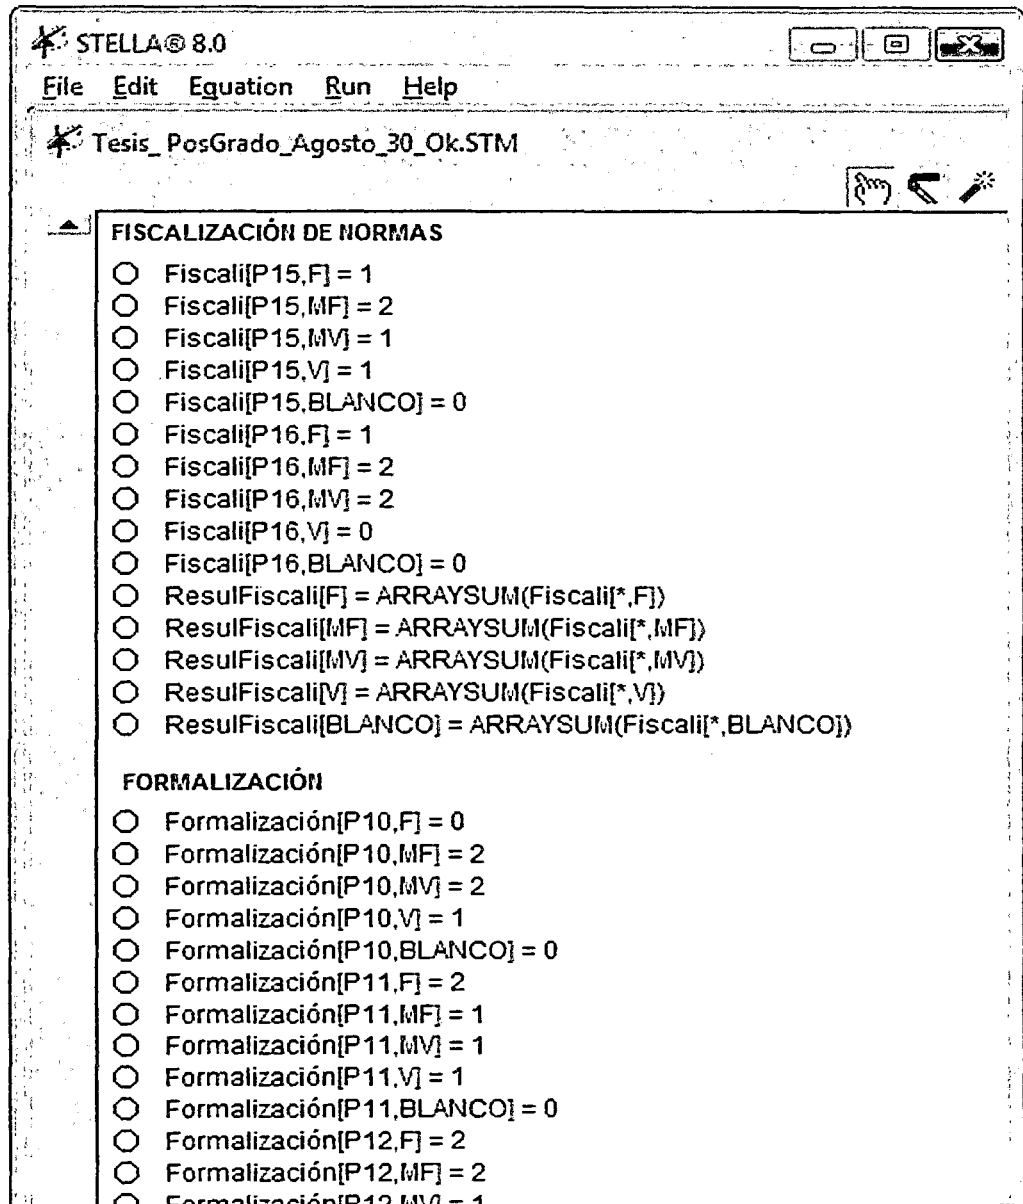 STELLA® 8.0
File Edit Equation Run Help
Tesis_ PosGrado_Agosto_30_Ok.STM
FISCALIZACIÓN DE NORMAS
Fiscali[P15,F] = 1
Fiscali[P15,MF] = 2
Fiscali[P15,MV] = 1
Fiscali[P15,V] = 1
Fiscali[P15,BLANCO] = 0
Fiscali[P16,F] = 1
Fiscali[P16,MF] = 2
Fiscali[P16,MV] = 2
Fiscali[P16,V] = 0
Fiscali[P16,BLANCO] = 0
ResulFiscali[F] = ARRAYSUM(Fiscali[*,F])
ResulFiscali[MF] = ARRAYSUM(Fiscali[*,MF])
ResulFiscali[MV] = ARRAYSUM(Fiscali[*,MV])
ResulFiscali[V] = ARRAYSUM(Fiscali[*,V])
ResulFiscali[BLANCO] = ARRAYSUM(Fiscali[*,BLANCO])
FORMALIZACIÓN
Formalización[P10,F] = 0
Formalización[P10,MF] = 2
Formalización[P10,MV] = 2
Formalización[P10,V] = 1
Formalización[P10,BLANCO] = 0
Formalización[P11,F] = 2
Formalización[P11,MF] = 1
Formalización[P11,MV] = 1
Formalización[P11,V] = 1
Formalización[P11,BLANCO] = 0
Formalización[P12,F] = 2
Formalización[P12,MF] = 2
Formalización[P12,MV] = 1